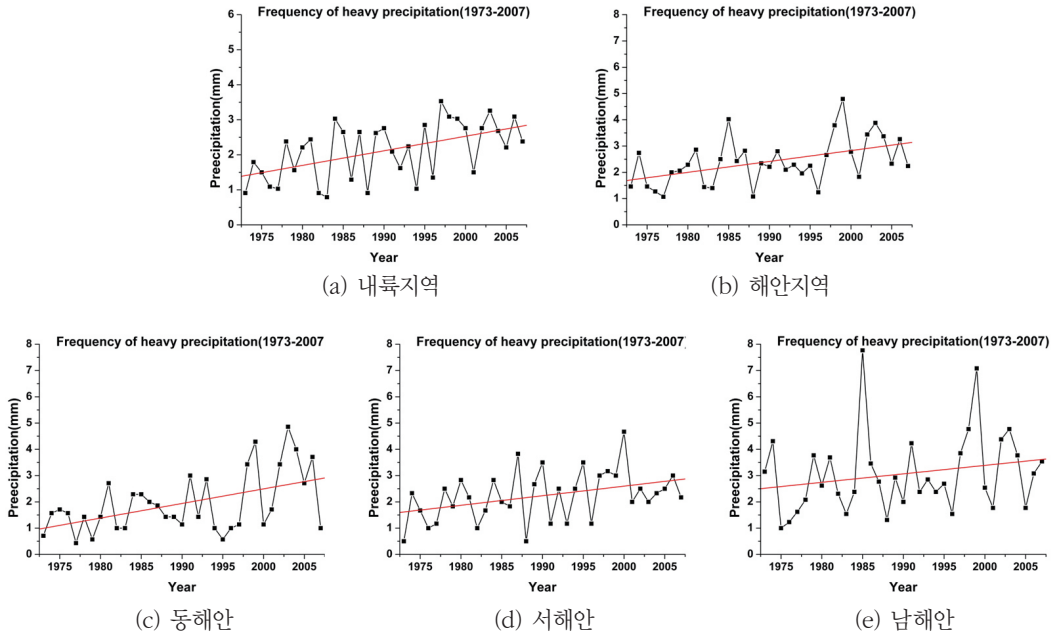 Frequency of heavy precipitation(1973-2007)
Preecipitation(mm)
6
5
4
3
2
1
0
1975 1980 1985 1990 1995 2000 2005
Year
(a) 내륙지역
Frequency of heavy precipitation(1973-2007)
Preecipitation(mm)
8
7
6
5
4
3
2
1
0
1975 1980 1985 1990 1995 2000 2005
Year
(b) 해안지역
Frequency of heavy precipitation(1973-2007
Preecipitation(mm)
8
7
6
5
4
3
2
1
0
1975 1980 1985 1990 1995 2000 2005
Year
(c) 동해안
Frequency of heavy precipitation(1973-2007)
Preecipitation(mm)
8
7
6
5
4
3
2
1
0
1975 1980 1985 1990 1995 2000 2005
Year
(d) 서해안
Frequency of heavy precipitation(1973-2007)
Preecipitation(mm)
8
7
6
5
4
3
2
1
0
1975 1980 1985 1990 1995 2000 2005
Year
(e) 남해안